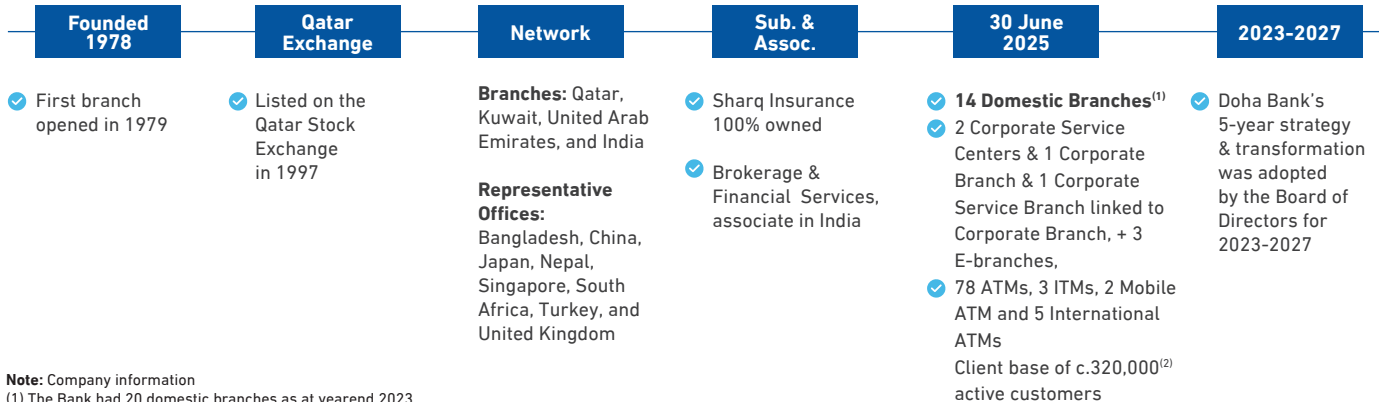 Founded
1978
Qatar
Exchange
Network
Sub. &
Assoc.
30 June
2025
2023-2027
First branch
opened in 1979
Listed on the
Qatar Stock
Exchange
in 1997
Branches: Qatar,
Kuwait, United Arab
Emirates, and India
Representative
Offices:
Bangladesh, China,
Japan, Nepal,
Singapore, South
Africa, Turkey, and
United Kingdom
Sharq Insurance
100% owned
Brokerage &
Financial Services,
associate in India
14 Domestic Branches(1)
2 Corporate Service
Centers & 1 Corporate
Branch & 1 Corporate
Service Branch linked to
Corporate Branch, + 3
E-branches,
78 ATMs, 3 ITMs, 2 Mobile
ATM and 5 International
ATMs
Client base of c.320,000(2)
active customers
Doha Bank's
5-year strategy
& transformation
was adopted
by the Board of
Directors for
2023-2027
Note: Company information
(1) The Bank had 20 domestic branches as at yearend 2023